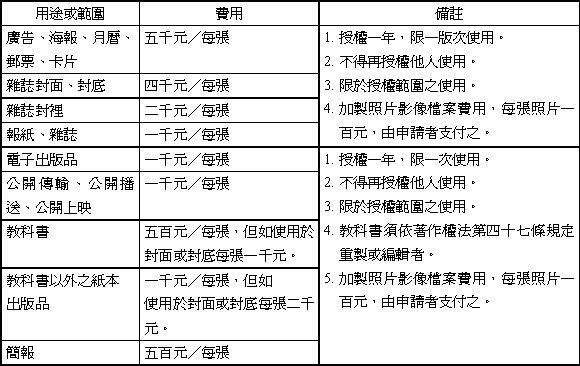 用途或範圍
費用
備註
廣告、海報、月曆、
郵票、卡片
五千元／每張
雜誌封面、封底
四千元／每張
雜誌封裡
二千元／每張
報紙、雜誌
一千元／每張
1. 授權一年，限一版次使用。
2. 不得再授權他人使用。
3. 限於授權範圍之使用。
4. 加製照片影像檔案費用，每張照片一
百元，由申請者支付之。
電子出版品
一千元／每張
公開傳輸、公開播
送、公開上映
一千元／每張
教科書
五百元／每張，但如使用於
封面或封底每張一千元。
教科書以外之紙本
出版品
一千元／每張，但如
使用於封面或封底每張二千
元。
簡報
五百元／每張
1. 授權一年，限一次使用。
2. 不得再授權他人使用。
3. 限於授權範圍之使用。
4. 教科書須依著作權法第四十七條規定
重製或編輯者。
5. 加製照片影像檔案費用，每張照片一
百元，由申請者支付之。